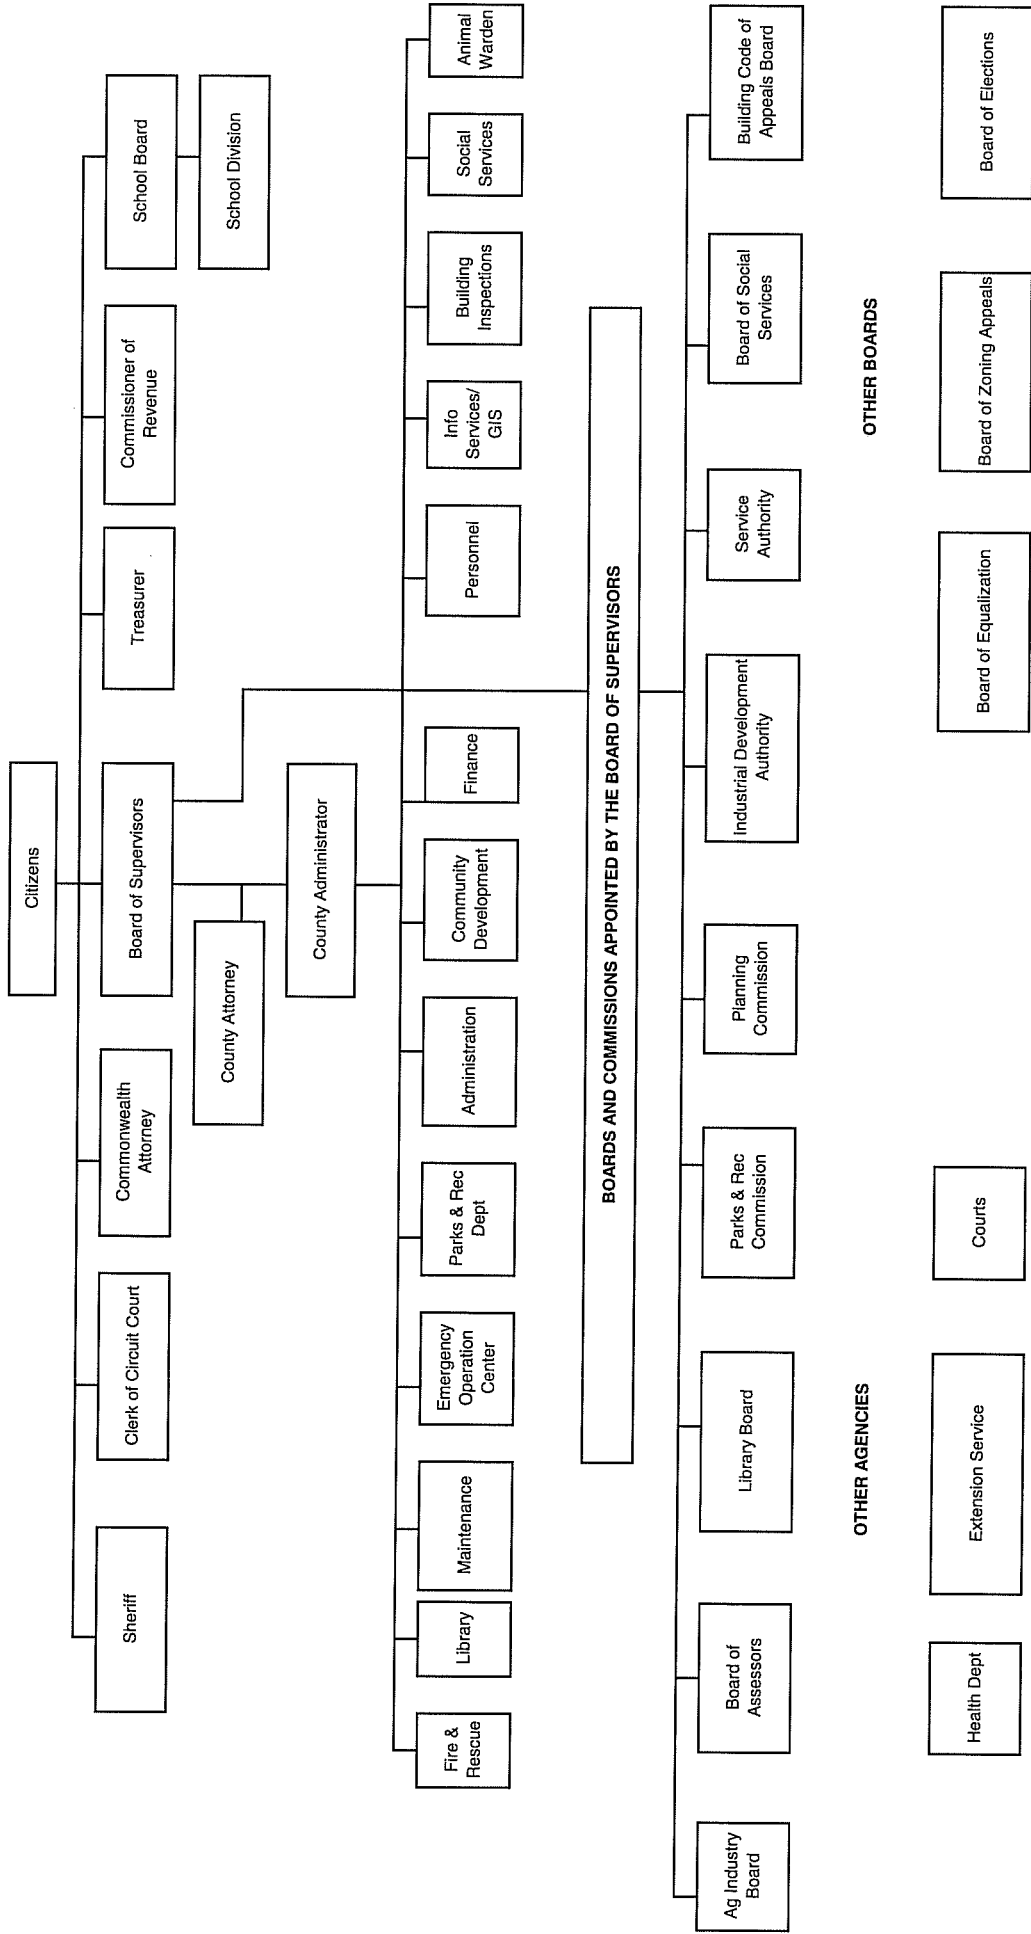 Citizens
Sheriff
Clerk of Circuit Court
Commonwealth
Attorney
Board of Supervisors
Treasurer
Commissioner of
Revenue
School Board
County Attorney
School Division
County Administrator
Fire &
Rescue
Library
Maintenance
Emergency
Operation
Center
Parks & Rec
Dept
Administration
Community
Development
Finance
Personnel
Info
Services/
GIS
Building
Inspections
Social
Services
Animal
Warden
BOARDS AND COMMISSIONS APPOINTED BY THE BOARD OF SUPERVISORS
Ag Industry
Board
Board of
Assessors
Library Board
Parks & Rec
Commission
Planning
Commission
Industrial Development
Authority
Service
Authority
Board of Social
Services
Building Code of
Appeals Board
OTHER AGENCIES
OTHER BOARDS
Health Dept
Extension Service
Courts
Board of Equalization
Board of Zoning Appeals
Board of Elections